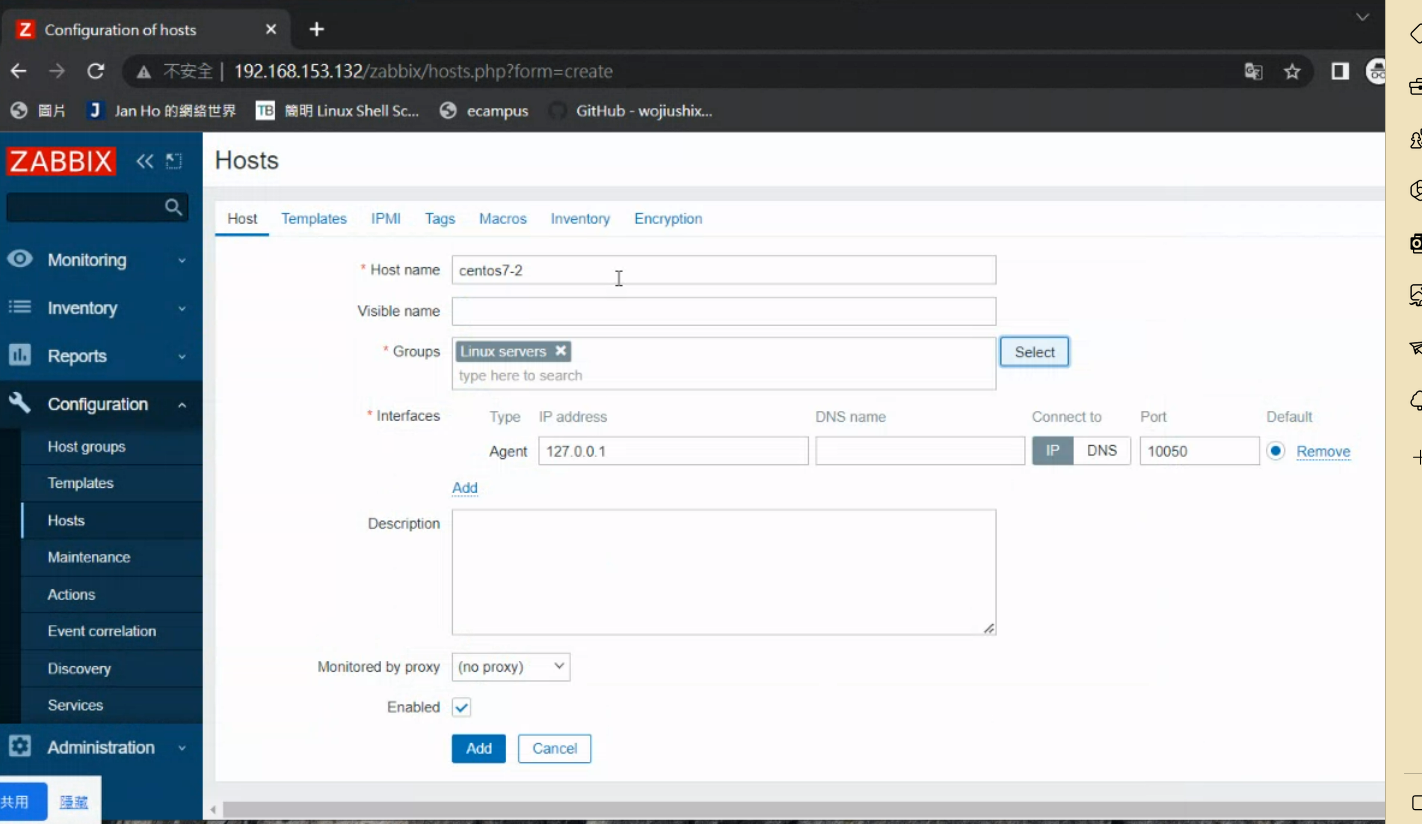 Z Configuration of hosts
不安全 | 192.168.153.132/zabbix/hosts.php?form=create
圖片 J Jan Ho 的網絡世界 TB 簡明 Linux Shell Sc... ecampus GitHub - wojiushix...
ZABBIX
Hosts
Host Templates IPMI Tags Macros Inventory Encryption
Monitoring
Inventory
Reports
Configuration
Host groups
Templates
Hosts
Maintenance
Actions
Event correlation
Discovery
Services
Administration
* Host name centos7-2
Visible name
* Groups Linux servers Select
type here to search
* Interfaces Type IP address DNS name Connect to Port Default
Agent 127.0.0.1 IP DNS 10050 Remove
Add
Description
Monitored by proxy (no proxy)
Enabled
Add Cancel
共用 隱藏